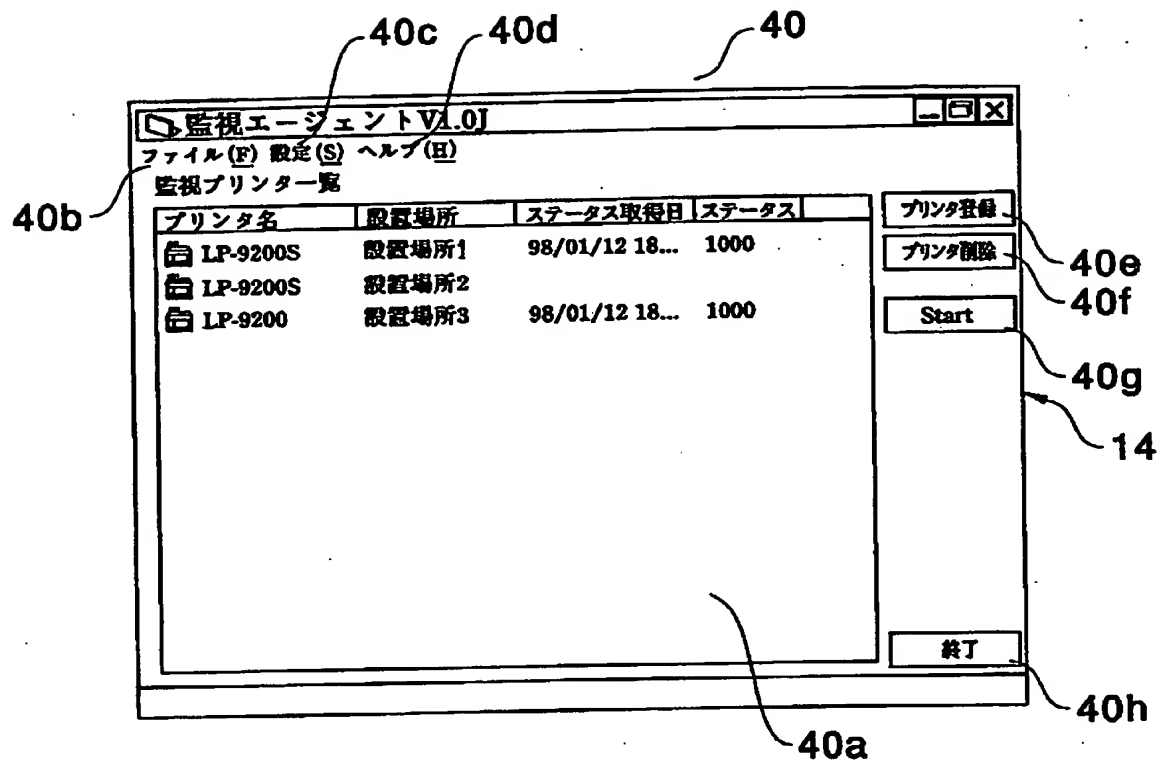 40c 40d 40
監視エージェントV1.0J
ファイル(F) 設定(S) ヘルプ(H)
監視プリンタ一覧
40b
プリンタ名 設置場所 ステータス取得日 ステータス
LP-9200S 設置場所1 98/01/12 18... 1000
LP-9200S 設置場所2
LP-9200 設置場所3 98/01/12 18... 1000
プリンタ登録
プリンタ削除
40e
40f
Start
40g
14
終了
40h
40a